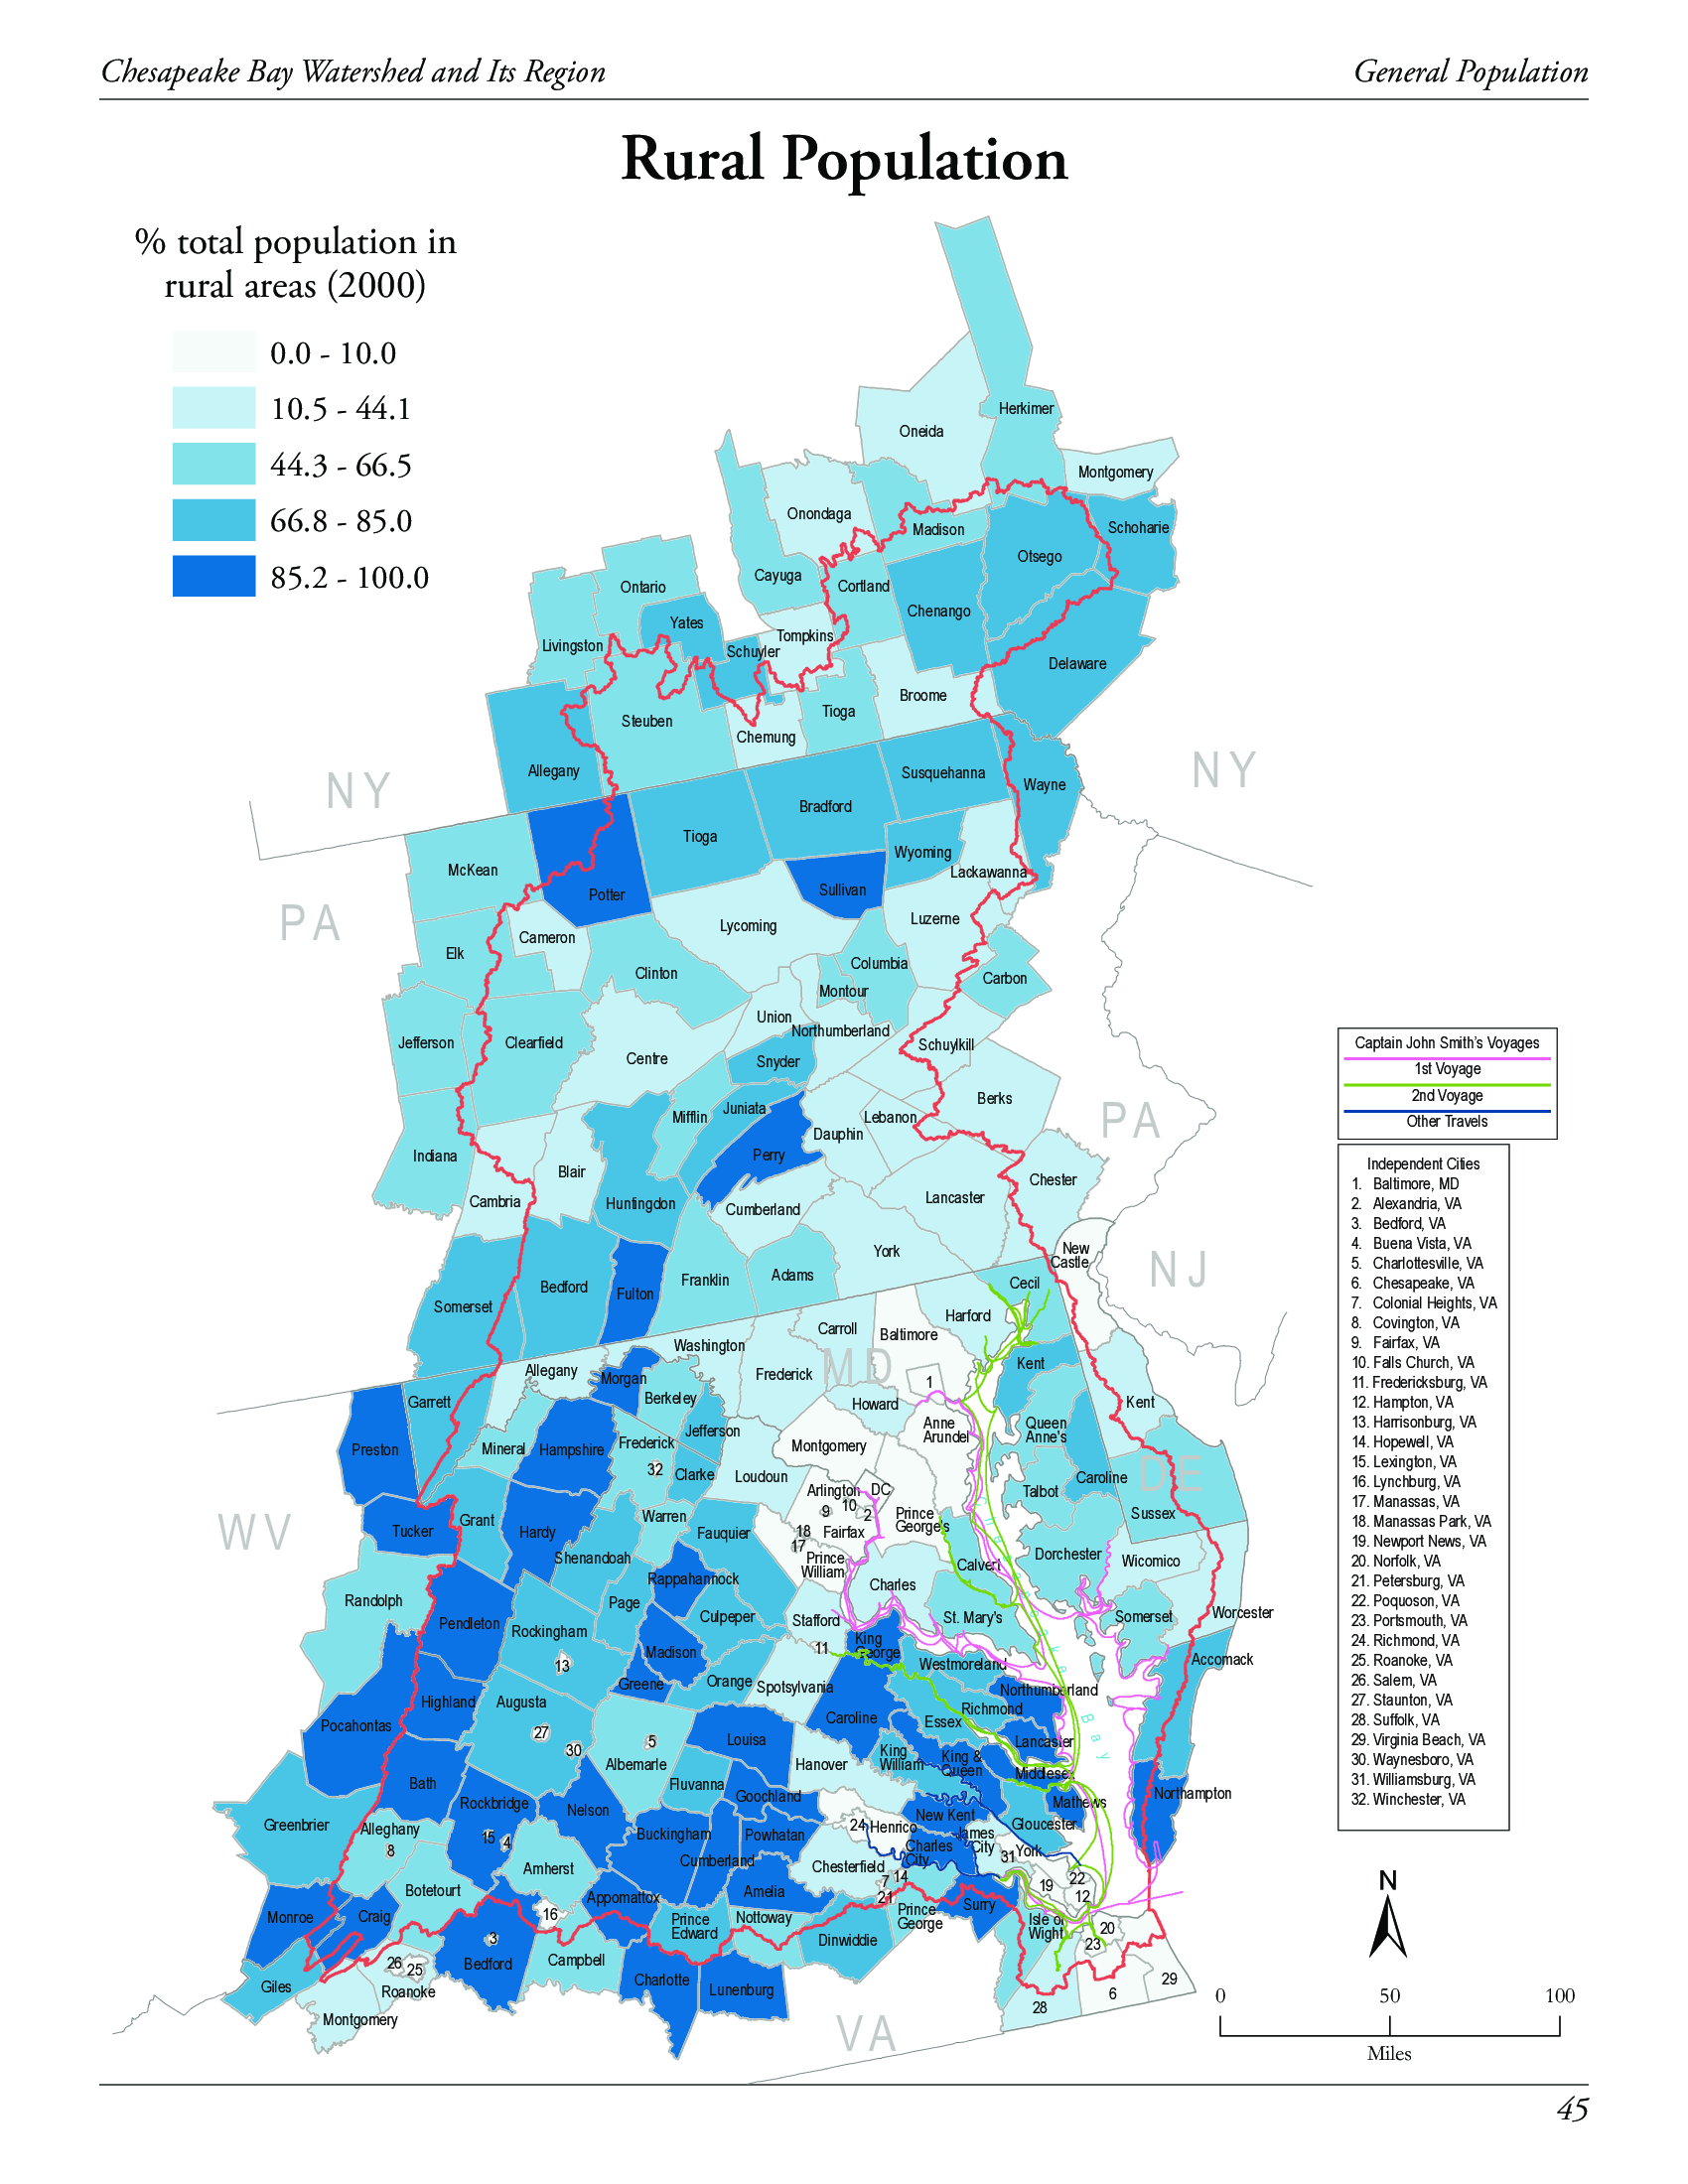 Chesapeake Bay Watershed and Its Region
General Population
Rural Population
% total population in
rural areas (2000)
0.0 - 10.0
10.5 - 44.1
44.3 - 66.5
66.8 - 85.0
85.2 - 100.0
Herkimer
Oneida
Montgomery
Onondaga
Madison
Schoharie
Otsego
Cayuga
Cortland
Ontario
Chenango
Yates
Tompkins
Livingston
Schuyler
Delaware
Broome
Steuben
Tioga
Chemung
Allegany
NY
NY
Susquehanna
Wayne
Bradford
Tioga
Wyoming
McKean
Lackawanna
Potter
Sullivan
PA
Lycoming
Luzerne
Cameron
Elk
Clinton
Columbia
Carbon
Montour
Union
Northumberland
Jefferson
Clearfield
Centre
Snyder
Schuylkill
Berks
Juniata
Mifflin
Lebanon
Dauphin
PA
Indiana
Perry
Blair
Chester
Cambria
Huntingdon
Cumberland
Lancaster
York
New
Castle
NJ
Bedford
Fulton
Franklin
Adams
Cecil
Somerset
Harford
Carroll
Baltimore
Washington
MD
Allegany
Frederick
Kent
Morgan
1
Berkeley
Garrett
Howard
Kent
Anne
Arundel
Queen
Anne's
Jefferson
Preston
Mineral
Hampshire
Frederick
Montgomery
32
Clarke
Loudoun
Caroline
DE
Talbot
Arlington
DC
10
9
2
Sussex
Tucker
Grant
Hardy
Warren
Fauquier
18
Fairfax
Prince
George's
17
WV
Shenandoah
Prince
William
Calvert
Dorchester
Wicomico
Rappahannock
Charles
Randolph
Page
Culpeper
Stafford
St. Mary's
Somerset
Worcester
Pendleton
Rockingham
Madison
11
King
George
13
Westmoreland
Accomack
Greene
Orange
Spotsylvania
Northumberland
Highland
Augusta
Richmond
Caroline
Essex
Pocahontas
27
5
Louisa
30
Lancaster
Albemarle
Hanover
King
William
King &
Queen
Bath
Fluvanna
Middlesex
Chesapeake Bay
Goochland
Northampton
Rockbridge
Nelson
Mathews
New Kent
Greenbrier
Alleghany
24
Henrico
Gloucester
15
4
Buckingham
Powhatan
James
City
8
Charles
City
York
31
Cumberland
Chesterfield
Amherst
14
22
Botetourt
7
19
Amelia
12
Appomattox
21
Monroe
Craig
16
Prince
George
Surry
Prince
Edward
Nottoway
Isle of
Wight
20
3
Dinwiddie
23
26
25
Bedford
Campbell
Charlotte
29
Giles
Roanoke
Lunenburg
6
28
Montgomery
VA
Captain John Smith's Voyages
1st Voyage
2nd Voyage
Other Travels
Independent Cities
1. Baltimore, MD
2. Alexandria, VA
3. Bedford, VA
4. Buena Vista, VA
5. Charlottesville, VA
6. Chesapeake, VA
7. Colonial Heights, VA
8. Covington, VA
9. Fairfax, VA
10. Falls Church, VA
11. Fredericksburg, VA
12. Hampton, VA
13. Harrisonburg, VA
14. Hopewell, VA
15. Lexington, VA
16. Lynchburg, VA
17. Manassas, VA
18. Manassas Park, VA
19. Newport News, VA
20. Norfolk, VA
21. Petersburg, VA
22. Poquoson, VA
23. Portsmouth, VA
24. Richmond, VA
25. Roanoke, VA
26. Salem, VA
27. Staunton, VA
28. Suffolk, VA
29. Virginia Beach, VA
30. Waynesboro, VA
31. Williamsburg, VA
32. Winchester, VA
N
0
50
100
Miles
45